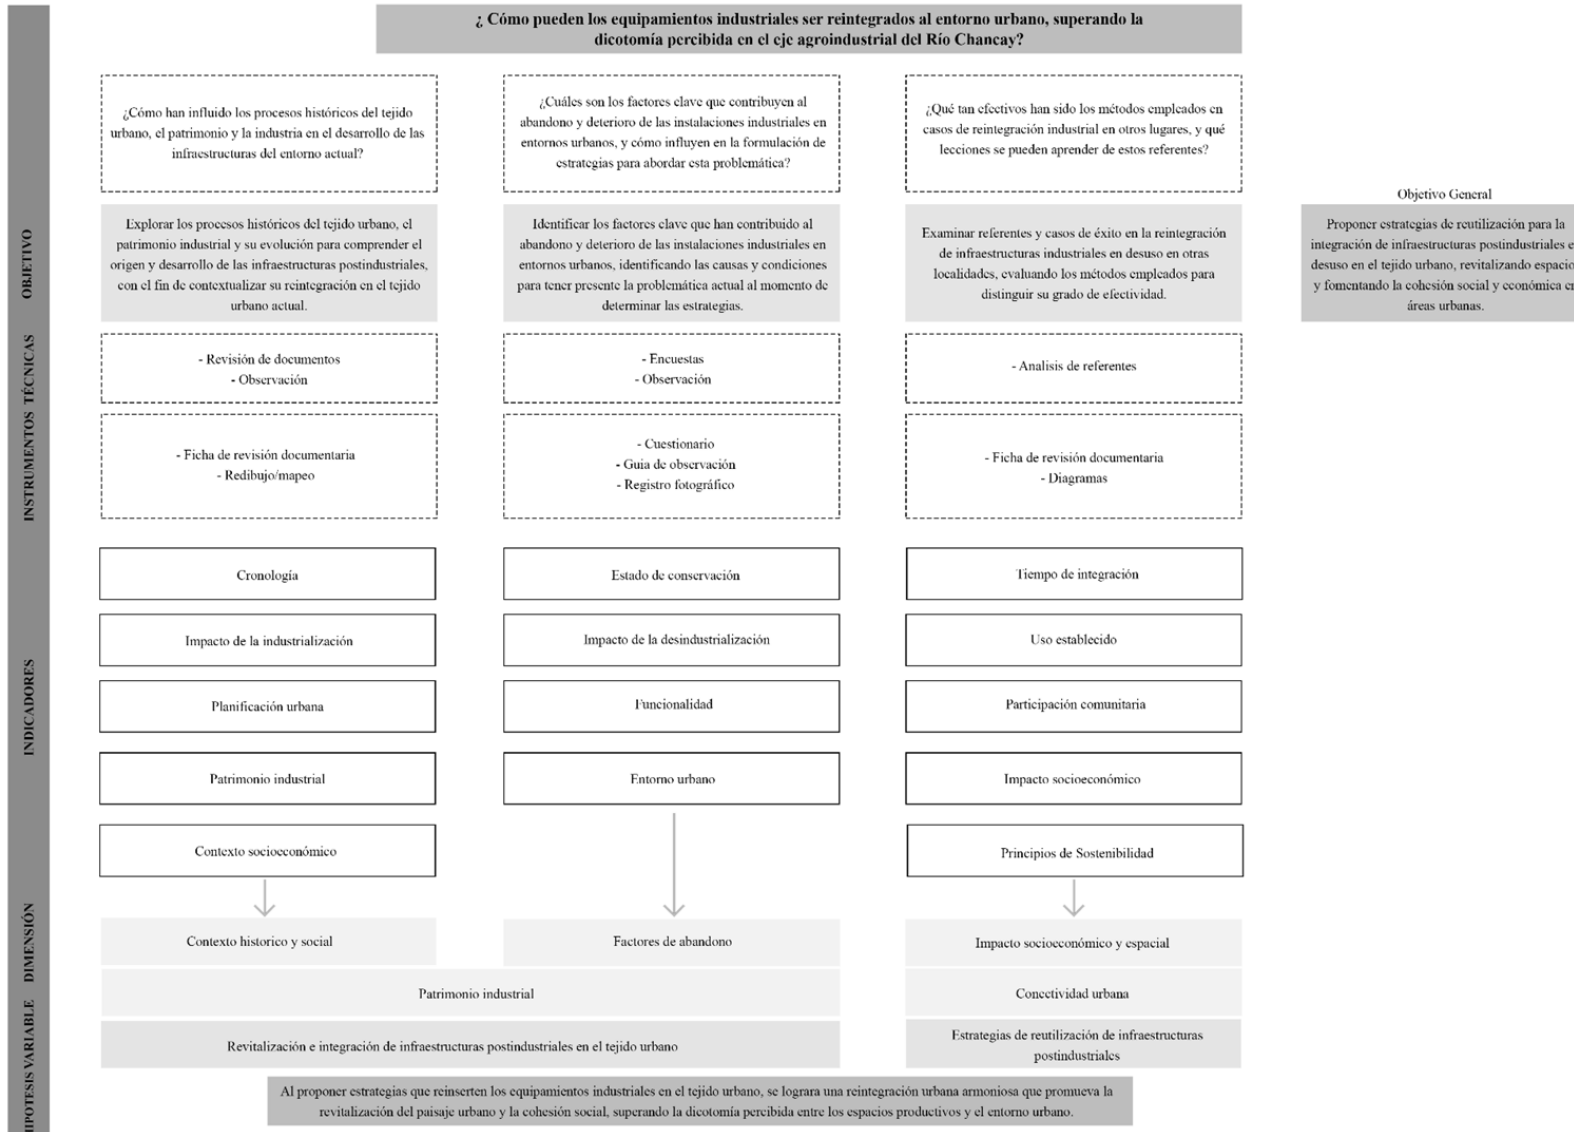 ¿ Cómo pueden los equipamientos industriales ser reintegrados al entorno urbano, superando la
dicotomía percibida en el eje agroindustrial del Río Chancay?
¿Cómo han influido los procesos históricos del tejido
urbano, el patrimonio y la industria en el desarrollo de las
infraestructuras del entorno actual?
¿Cuáles son los factores clave que contribuyen al
abandono y deterioro de las instalaciones industriales en
entornos urbanos, y cómo influyen en la formulación de
estrategias para abordar esta problemática?
¿Qué tan efectivos han sido los métodos empleados en
casos de reintegración industrial en otros lugares, y qué
lecciones se pueden aprender de estos referentes?
OBJETIVO
Explorar los procesos históricos del tejido urbano, el
patrimonio industrial y su evolución para comprender el
origen y desarrollo de las infraestructuras postindustriales,
con el fin de contextualizar su reintegración en el tejido
urbano actual.
Identificar los factores clave que han contribuido al
abandono y deterioro de las instalaciones industriales en
entornos urbanos, identificando las causas y condiciones
para tener presente la problemática actual al momento de
determinar las estrategias.
Examinar referentes y casos de éxito en la reintegración
de infraestructuras industriales en desuso en otras
localidades, evaluando los métodos empleados para
distinguir su grado de efectividad.
Objetivo General
Proponer estrategias de reutilización para la
integración de infraestructuras postindustriales e
desuso en el tejido urbano, revitalizando espacio
y fomentando la cohesión social y económica en
áreas urbanas.
TÉCNICAS
- Revisión de documentos
- Observación
- Encuestas
- Observación
- Analisis de referentes
INSTRUMENTOS
- Ficha de revisión documentaria
- Redibujo/mapeo
- Cuestionario
- Guia de observación
- Registro fotográfico
- Ficha de revisión documentaria
- Diagramas
INDICADORES
Cronología
Estado de conservación
Tiempo de integración
Impacto de la industrialización
Impacto de la desindustrialización
Uso establecido
Planificación urbana
Funcionalidad
Participación comunitaria
Patrimonio industrial
Entorno urbano
Impacto socioeconómico
Contexto socioeconómico
Principios de Sostenibilidad
DIMENSIÓN
Contexto historico y social
Factores de abandono
Impacto socioeconómico y espacial
Patrimonio industrial
Conectividad urbana
VARIABLE
Revitalización e integración de infraestructuras postindustriales en el tejido urbano
Estrategias de reutilización de infraestructuras
postindustriales
HIPOTESIS
Al proponer estrategias que reinserten los equipamientos industriales en el tejido urbano, se lograra una reintegración urbana armoniosa que promueva la
revitalización del paisaje urbano y la cohesión social, superando la dicotomía percibida entre los espacios productivos y el entorno urbano.